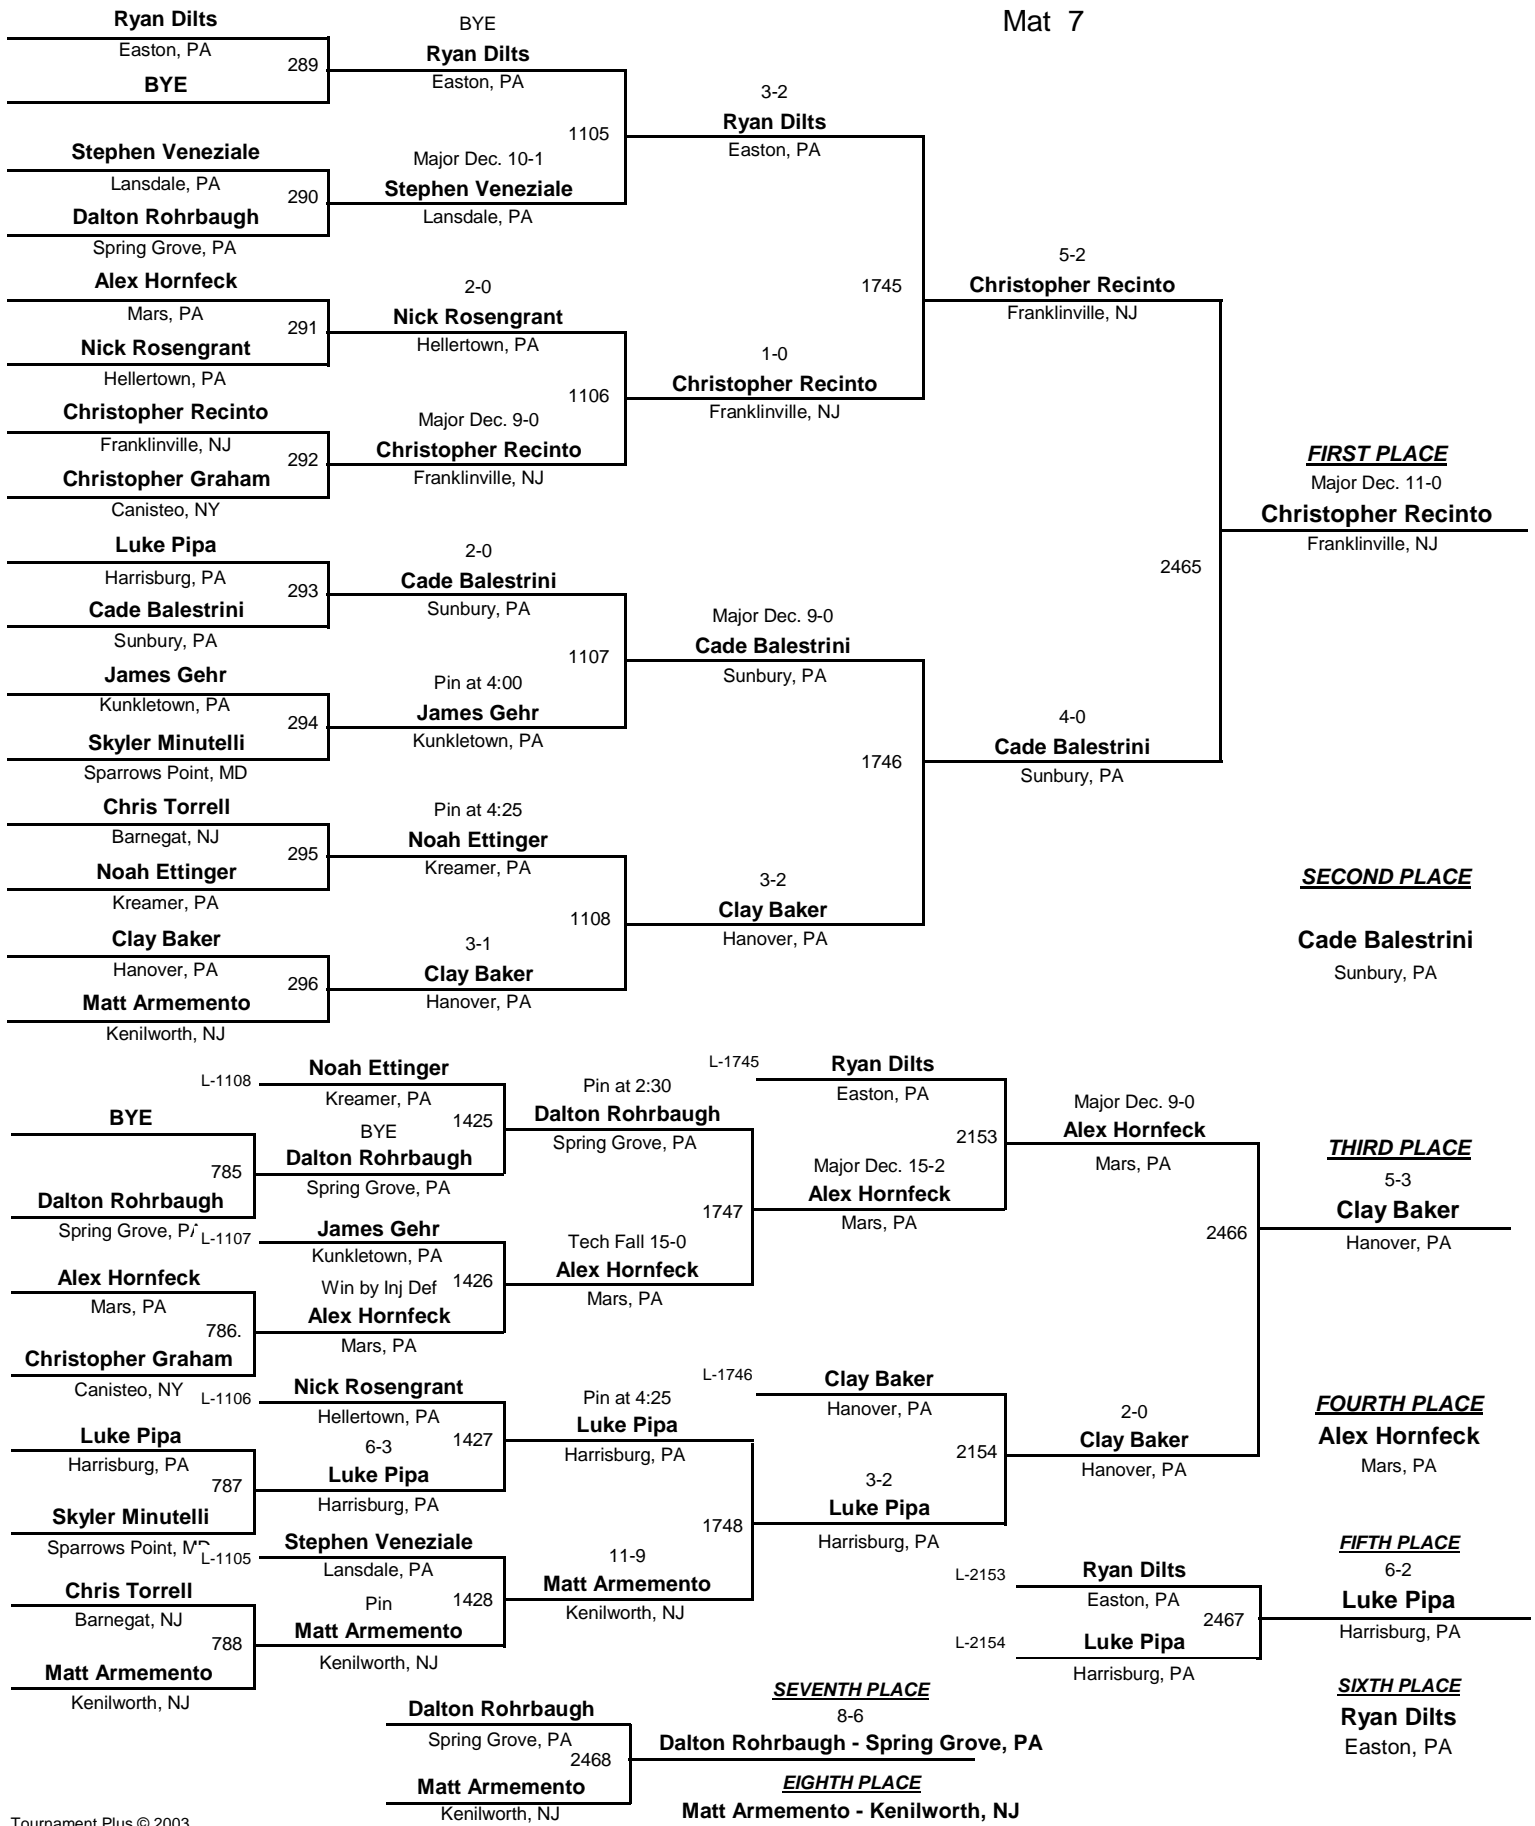 Mat 7
Ryan Dilts
Easton, PA
289
BYE
Stephen Veneziale
Lansdale, PA
290
Dalton Rohrbaugh
Spring Grove, PA
Alex Hornfeck
Mars, PA
291
Nick Rosengrant
Hellertown, PA
Christopher Recinto
Franklinville, NJ
292
Christopher Graham
Canisteo, NY
Luke Pipa
Harrisburg, PA
293
Cade Balestrini
Sunbury, PA
James Gehr
Kunkletown, PA
294
Skyler Minutelli
Sparrows Point, MD
Chris Torrell
Barnegat, NJ
295
Noah Ettinger
Kreamer, PA
Clay Baker
Hanover, PA
296
Matt Armemento
Kenilworth, NJ
BYE
Ryan Dilts
Easton, PA
1105
Major Dec. 10-1
Stephen Veneziale
Lansdale, PA
2-0
Nick Rosengrant
Hellertown, PA
1106
Major Dec. 9-0
Christopher Recinto
Franklinville, NJ
2-0
Cade Balestrini
Sunbury, PA
1107
Pin at 4:00
James Gehr
Kunkletown, PA
Pin at 4:25
Noah Ettinger
Kreamer, PA
1108
3-1
Clay Baker
Hanover, PA
3-2
Ryan Dilts
Easton, PA
1745
1-0
Christopher Recinto
Franklinville, NJ
Major Dec. 9-0
Cade Balestrini
Sunbury, PA
1746
3-2
Clay Baker
Hanover, PA
5-2
Christopher Recinto
Franklinville, NJ
2465
4-0
Cade Balestrini
Sunbury, PA
FIRST PLACE
Major Dec. 11-0
Christopher Recinto
Franklinville, NJ
SECOND PLACE
Cade Balestrini
Sunbury, PA
BYE
785
Dalton Rohrbaugh
Spring Grove, PA
Alex Hornfeck
Mars, PA
786.
Christopher Graham
Canisteo, NY
Luke Pipa
Harrisburg, PA
787
Skyler Minutelli
Sparrows Point, MD
Chris Torrell
Barnegat, NJ
788
Matt Armemento
Kenilworth, NJ
L-1108
Noah Ettinger
Kreamer, PA
1425
BYE
Dalton Rohrbaugh
Spring Grove, PA
L-1107
James Gehr
Kunkletown, PA
1426
Win by Inj Def
Alex Hornfeck
Mars, PA
L-1106
Nick Rosengrant
Hellertown, PA
1427
6-3
Luke Pipa
Harrisburg, PA
L-1105
Stephen Veneziale
Lansdale, PA
1428
Pin
Matt Armemento
Kenilworth, NJ
Pin at 2:30
Dalton Rohrbaugh
Spring Grove, PA
1747
Tech Fall 15-0
Alex Hornfeck
Mars, PA
Pin at 4:25
Luke Pipa
Harrisburg, PA
1748
11-9
Matt Armemento
Kenilworth, NJ
L-1745
Ryan Dilts
Easton, PA
2153
Major Dec. 15-2
Alex Hornfeck
Mars, PA
L-1746
Clay Baker
Hanover, PA
2154
3-2
Luke Pipa
Harrisburg, PA
Major Dec. 9-0
Alex Hornfeck
Mars, PA
2466
2-0
Clay Baker
Hanover, PA
THIRD PLACE
5-3
Clay Baker
Hanover, PA
FOURTH PLACE
Alex Hornfeck
Mars, PA
L-2153
Ryan Dilts
Easton, PA
2467
L-2154
Luke Pipa
Harrisburg, PA
FIFTH PLACE
6-2
Luke Pipa
Harrisburg, PA
SIXTH PLACE
Ryan Dilts
Easton, PA
Dalton Rohrbaugh
Spring Grove, PA
2468
Matt Armemento
Kenilworth, NJ
SEVENTH PLACE
8-6
Dalton Rohrbaugh - Spring Grove, PA
EIGHTH PLACE
Matt Armemento - Kenilworth, NJ
Tournament Plus © 2003